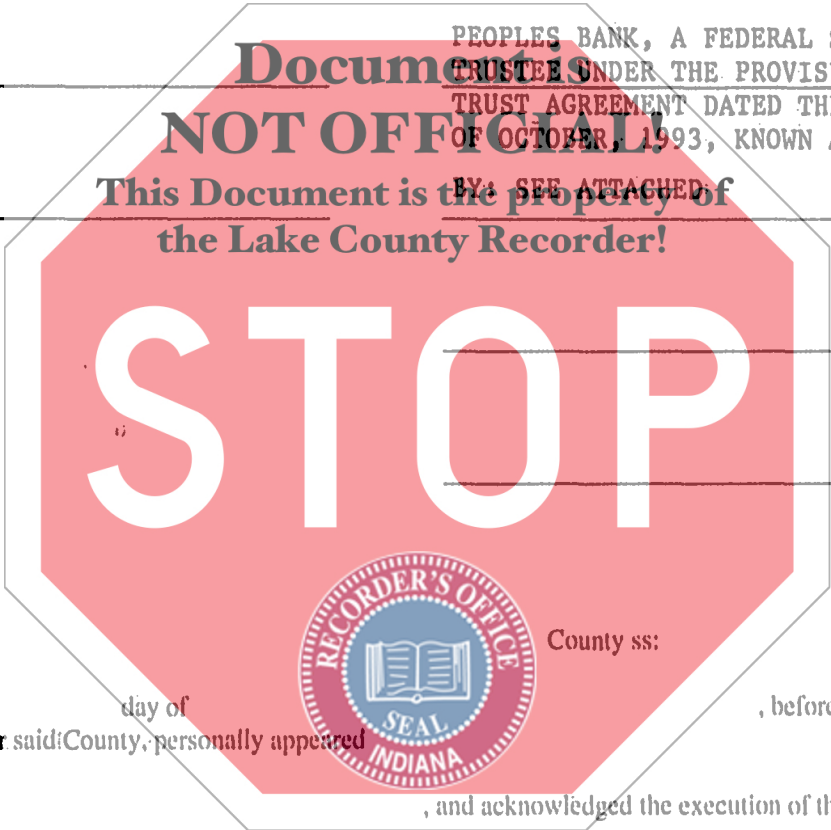 PEOPLES BANK, A FEDERAL
Document is
TRUSTEE UNDER THE PROVIS
TRUST AGREEMENT DATED TH
NOT OFFICIAL!
OF OCTOBER, 1993, KNOWN
This Document is the property of
BY: SEE ATTACHED
the Lake County Recorder!
STOP
RECORDER'S OFFICE
SEAL
INDIANA
County ss:
day of , before
said County, personally appeared
, and acknowledged the execution of th